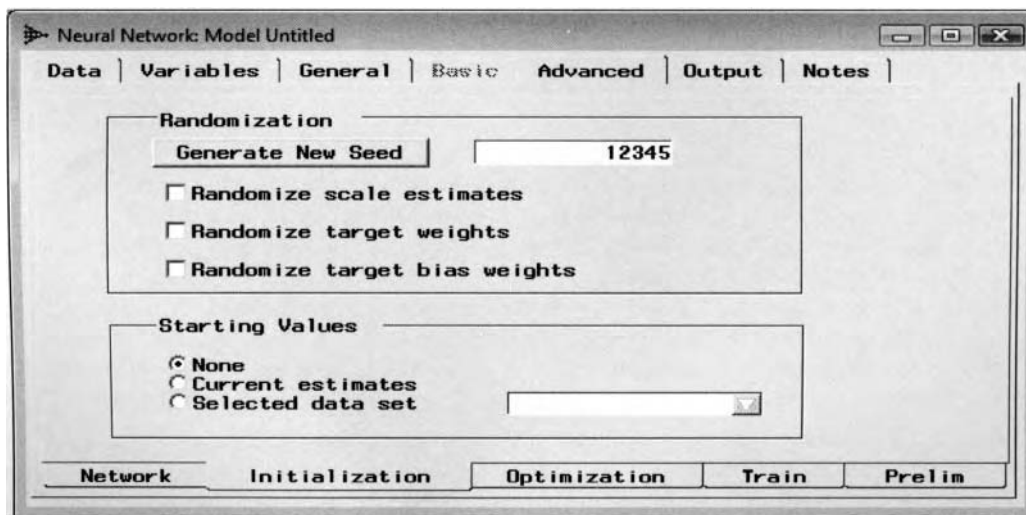 Neural Network: Model Untitled
Data Variables General Basic Advanced Output Notes
Randomization
Generate New Seed 12345
Randomize scale estimates
Randomize target weights
Randomize target bias weights
Starting Values
None
Current estimates
Selected data set
Network Initialization Optimization Train Prelim